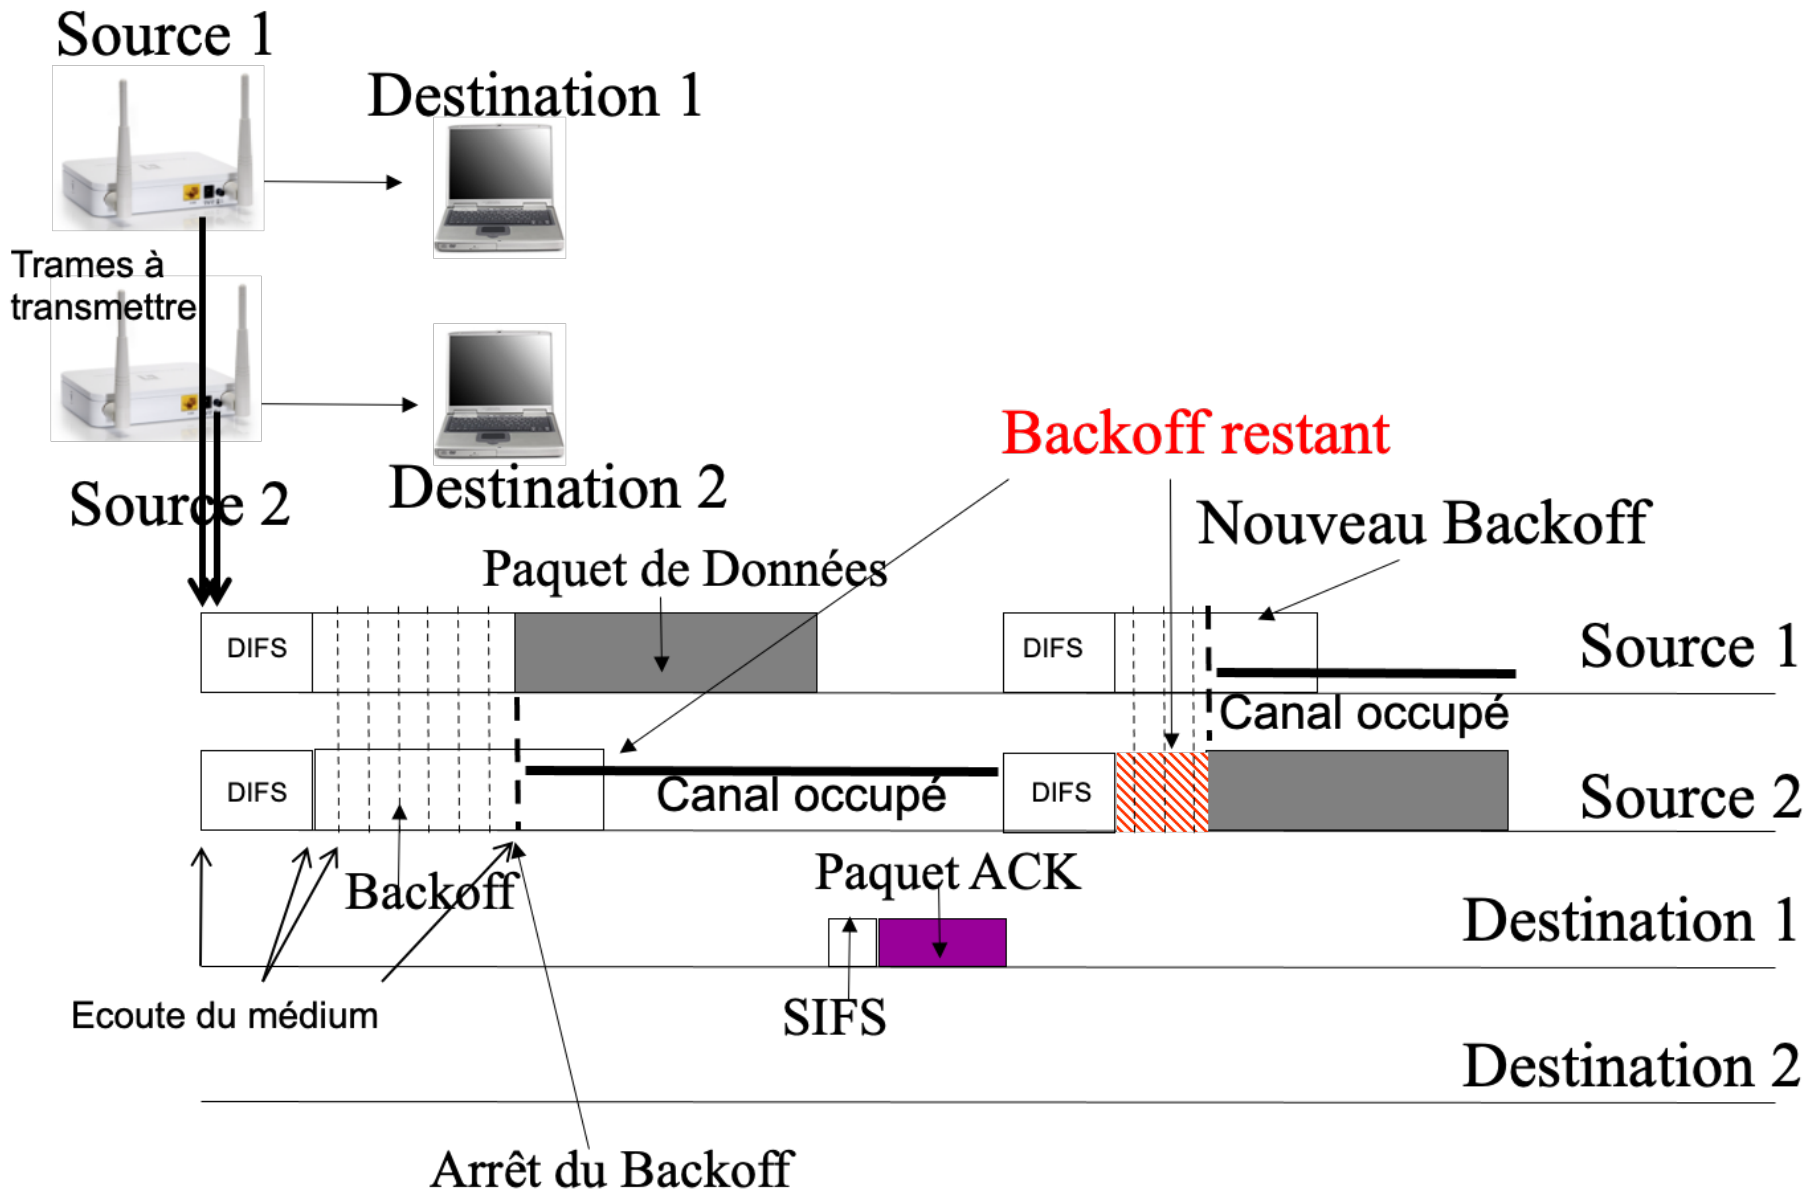 Source 1
Destination 1
Trames à
transmettre
Source 2
Destination 2
Backoff restant
Nouveau Backoff
Paquet de Données
DIFS
DIFS
Source 1
Canal occupé
DIFS
Canal occupé
DIFS
Source 2
Backoff
Paquet ACK
Destination 1
Ecoute du médium
SIFS
Destination 2
Arrêt du Backoff